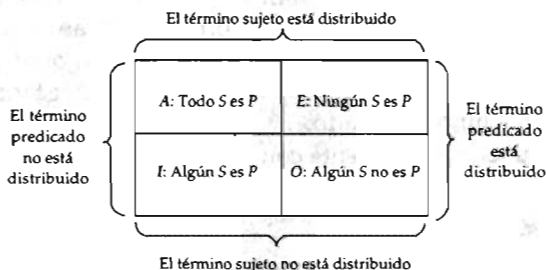 El término sujeto está distribuido
El término
predicado
no está
distribuido
A: Todo S es P
E: Ningún S es P
I: Algún S es P
O: Algún S no es P
El término
predicado
está
distribuido
El término sujeto no está distribuido